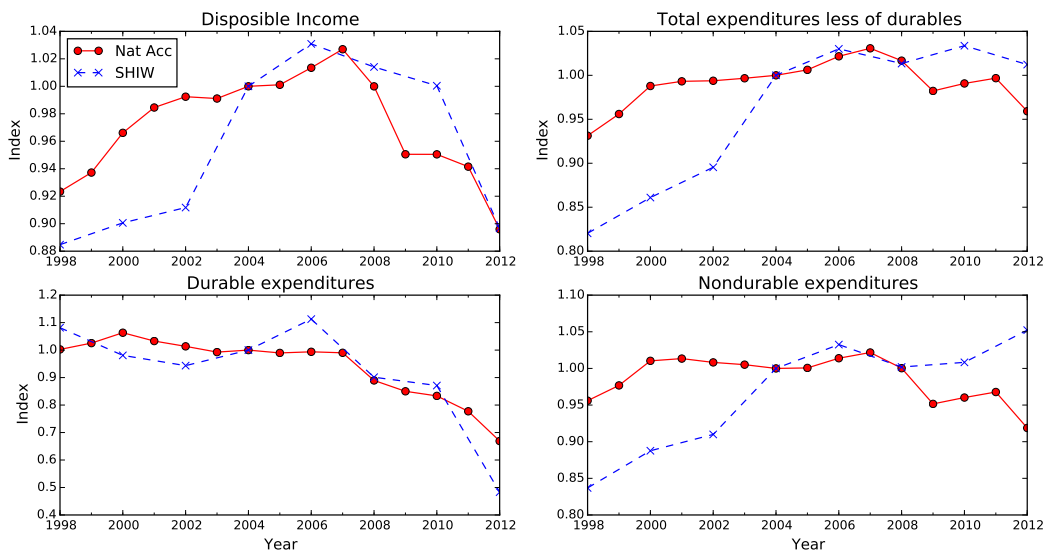 Disposible Income
1.04
1.02
1.00
0.98
0.96
0.94
0.92
0.90
0.88
Index
Nat Acc
SHIW
1998 2000 2002 2004 2006 2008 2010 2012
Total expenditures less of durables
1.05
1.00
0.95
0.90
0.85
0.80
Index
1998 2000 2002 2004 2006 2008 2010 2012
Durable expenditures
1.2
1.1
1.0
0.9
0.8
0.7
0.6
0.5
0.4
Index
1998 2000 2002 2004 2006 2008 2010 2012
Year
Nondurable expenditures
1.10
1.05
1.00
0.95
0.90
0.85
0.80
1998 2000 2002 2004 2006 2008 2010 2012
Year